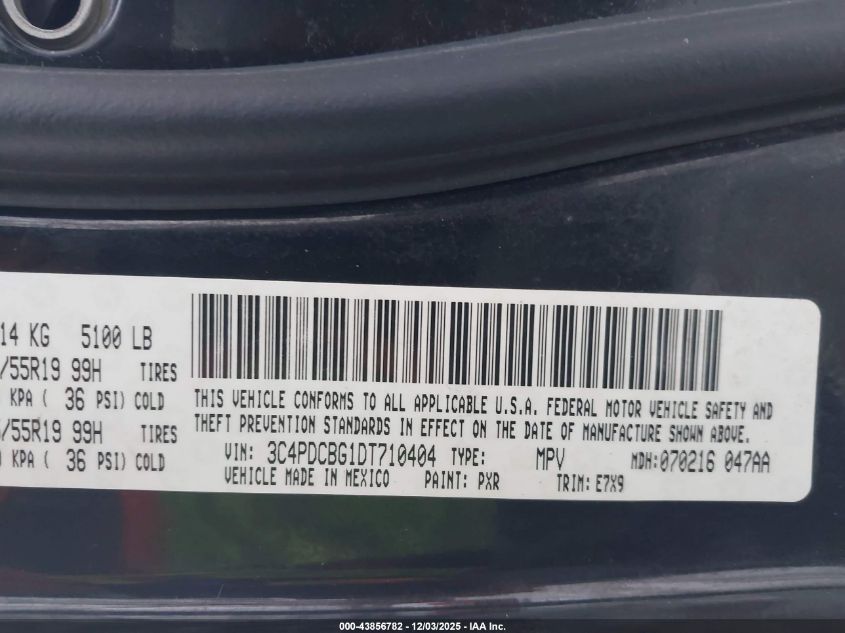 14 KG 5100 LB
/55R19 99H TIRES
KPA ( 36 PSI) COLD
/55R19 99H TIRES
KPA ( 36 PSI) COLD
THIS VEHICLE CONFORMS TO ALL APPLICABLE U.S.A. FEDERAL MOTOR VEHICLE SAFETY AND
THEFT PREVENTION STANDARDS IN EFFECT ON THE DATE OF MANUFACTURE SHOWN ABOVE.
VIN: 3C4PDCBG1DT710404 TYPE: MPV MDH:070216 047AA
VEHICLE MADE IN MEXICO PAINT: PXR TRIM: E7X9
000-43856782 - 12/03/2025 - IAA Inc.